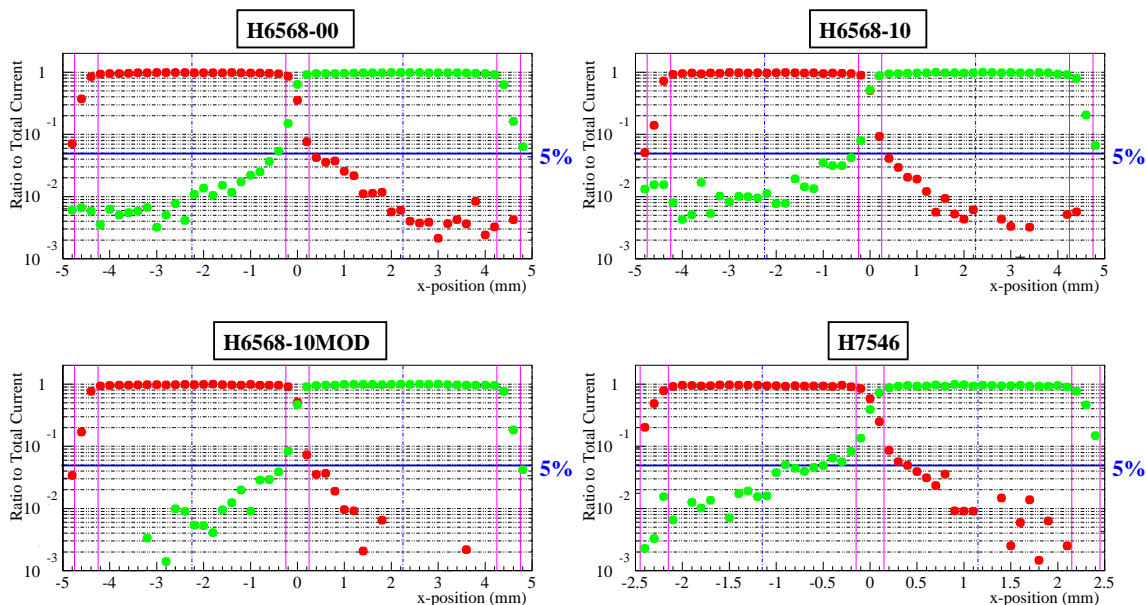 H6568-00
H6568-10
Ratio to Total Current
1
10 -1
10 -2
10 -3
-5 -4 -3 -2 -1 0 1 2 3 4 5
x-position (mm)
5%
Ratio to Total Current
1
10 -1
10 -2
10 -3
-5 -4 -3 -2 -1 0 1 2 3 4 5
x-position (mm)
5%
H6568-10MOD
H7546
Ratio to Total Current
1
10 -1
10 -2
10 -3
-5 -4 -3 -2 -1 0 1 2 3 4 5
x-position (mm)
5%
Ratio to Total Current
1
10 -1
10 -2
10 -3
-2.5 -2 -1.5 -1 -0.5 0 0.5 1 1.5 2 2.5
x-position (mm)
5%